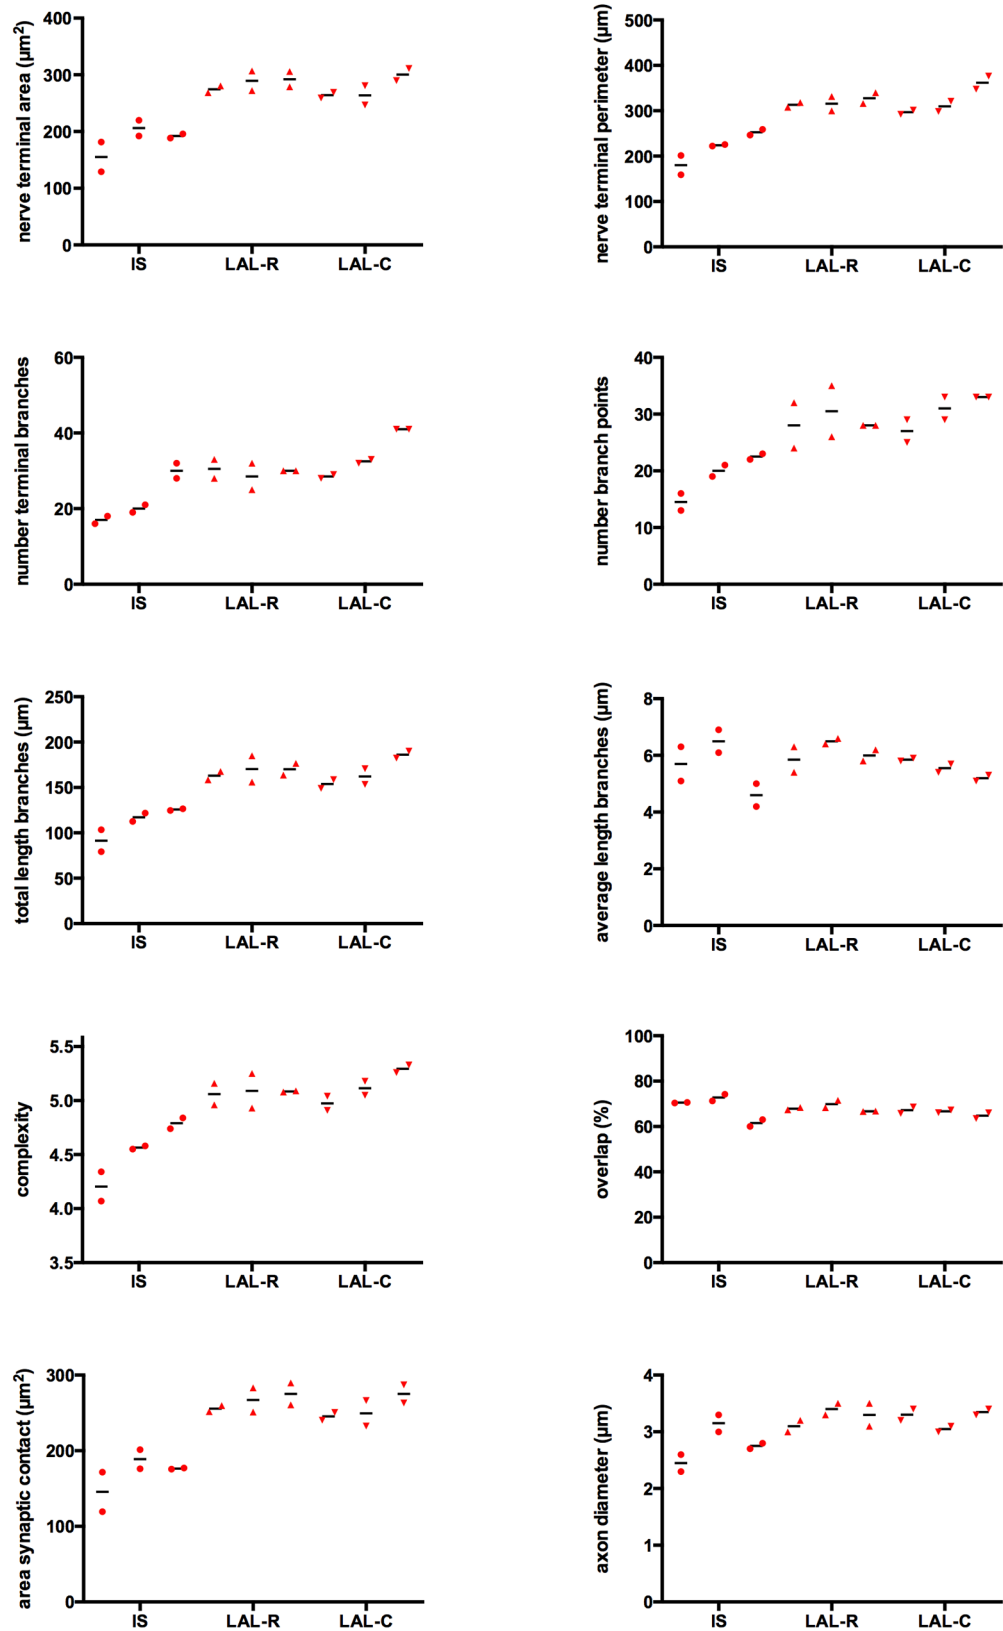 nerve terminal area (µm²)
400
300
200
100
0
IS LAL-R LAL-C
nerve terminal perimeter (µm)
500
400
300
200
100
0
IS LAL-R LAL-C
number terminal branches
60
40
20
0
IS LAL-R LAL-C
number branch points
40
30
20
10
0
IS LAL-R LAL-C
total length branches (µm)
250
200
150
100
50
0
IS LAL-R LAL-C
average length branches (µm)
8
6
4
2
0
IS LAL-R LAL-C
complexity
5.5
5.0
4.5
4.0
3.5
IS LAL-R LAL-C
overlap (%)
100
80
60
40
20
0
IS LAL-R LAL-C
area synaptic contact (µm²)
300
200
100
0
IS LAL-R LAL-C
axon diameter (µm)
4
3
2
1
0
IS LAL-R LAL-C